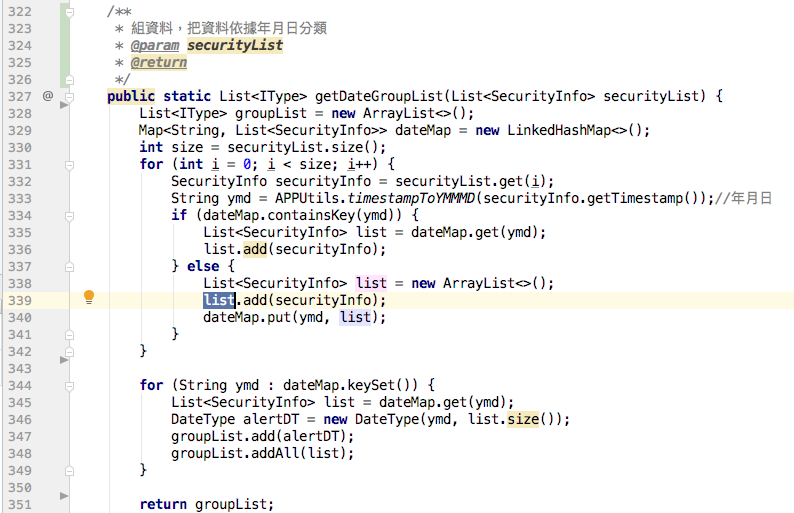 322 /**
323 * 組資料，把資料依據年月日分類
324 * @param securityList
325 * @return
326 */
327 @ public static List<IType> getDateGroupList(List<SecurityInfo> securityList) {
328 List<IType> groupList = new ArrayList<>();
329 Map<String, List<SecurityInfo>> dateMap = new LinkedHashMap<>();
330 int size = securityList.size();
331 for (int i = 0; i < size; i++) {
332 SecurityInfo securityInfo = securityList.get(i);
333 String ymd = APPUtils.timestampToYMMMD(securityInfo.getTimestamp());//年月日
334 if (dateMap.containsKey(ymd)) {
335 List<SecurityInfo> list = dateMap.get(ymd);
336 list.add(securityInfo);
337 } else {
338 List<SecurityInfo> list = new ArrayList<>();
339 list.add(securityInfo);
340 dateMap.put(ymd, list);
341 }
342 }
343
344 for (String ymd : dateMap.keySet()) {
345 List<SecurityInfo> list = dateMap.get(ymd);
346 DateType alertDT = new DateType(ymd, list.size());
347 groupList.add(alertDT);
348 groupList.addAll(list);
349 }
350
351 return groupList;